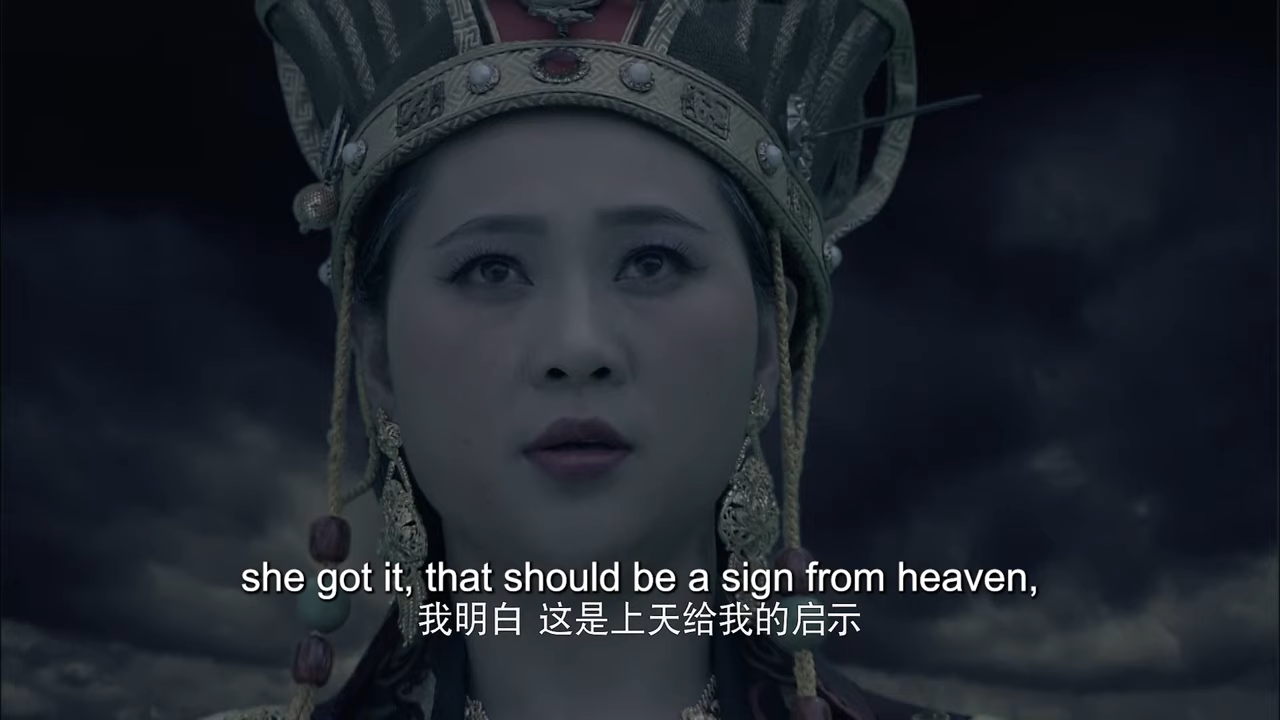 she got it, that should be a sign from heaven,
我明白 这是上天给我的启示